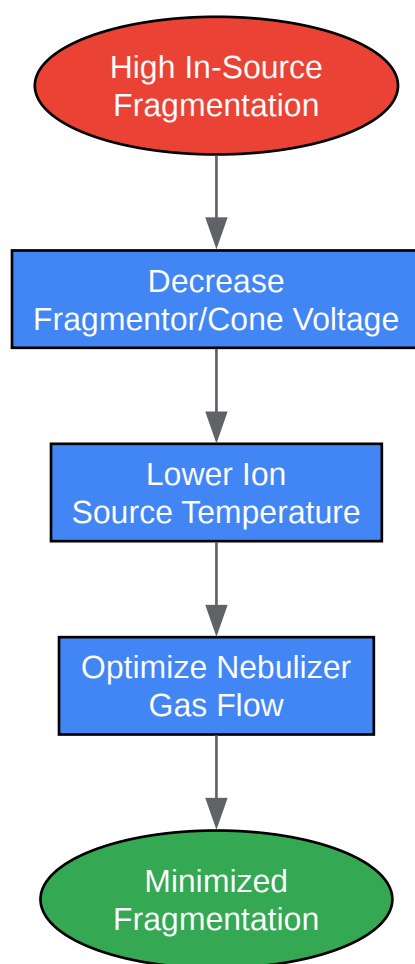 High In-Source
Fragmentation
Decrease
Fragmentor/Cone Voltage
Lower Ion
Source Temperature
Optimize Nebulizer
Gas Flow
Minimized
Fragmentation